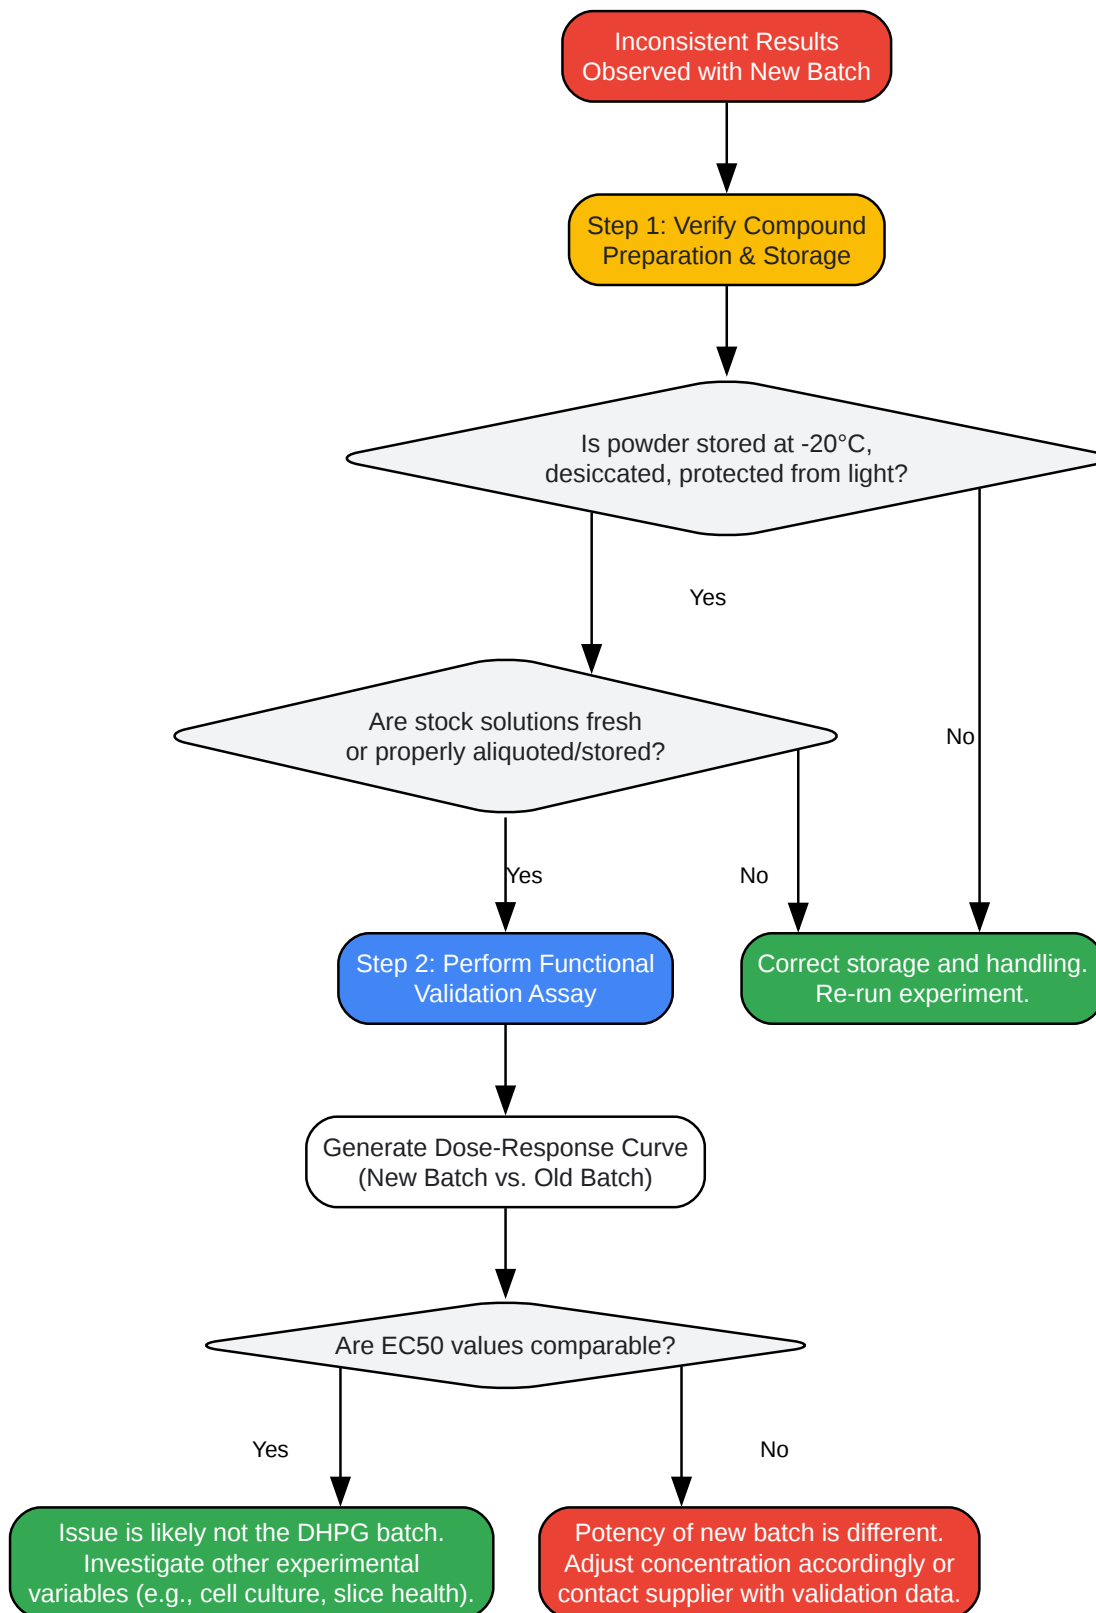 Inconsistent Results
Observed with New Batch
Step 1: Verify Compound
Preparation & Storage
Is powder stored at -20°C,
desiccated, protected from light?
Yes
Are stock solutions fresh
or properly aliquoted/stored?
No
Yes
No
Step 2: Perform Functional
Validation Assay
Correct storage and handling.
Re-run experiment.
Generate Dose-Response Curve
(New Batch vs. Old Batch)
Are EC50 values comparable?
Yes
No
Issue is likely not the DHPG batch.
Investigate other experimental
variables (e.g., cell culture, slice health).
Potency of new batch is different.
Adjust concentration accordingly or
contact supplier with validation data.